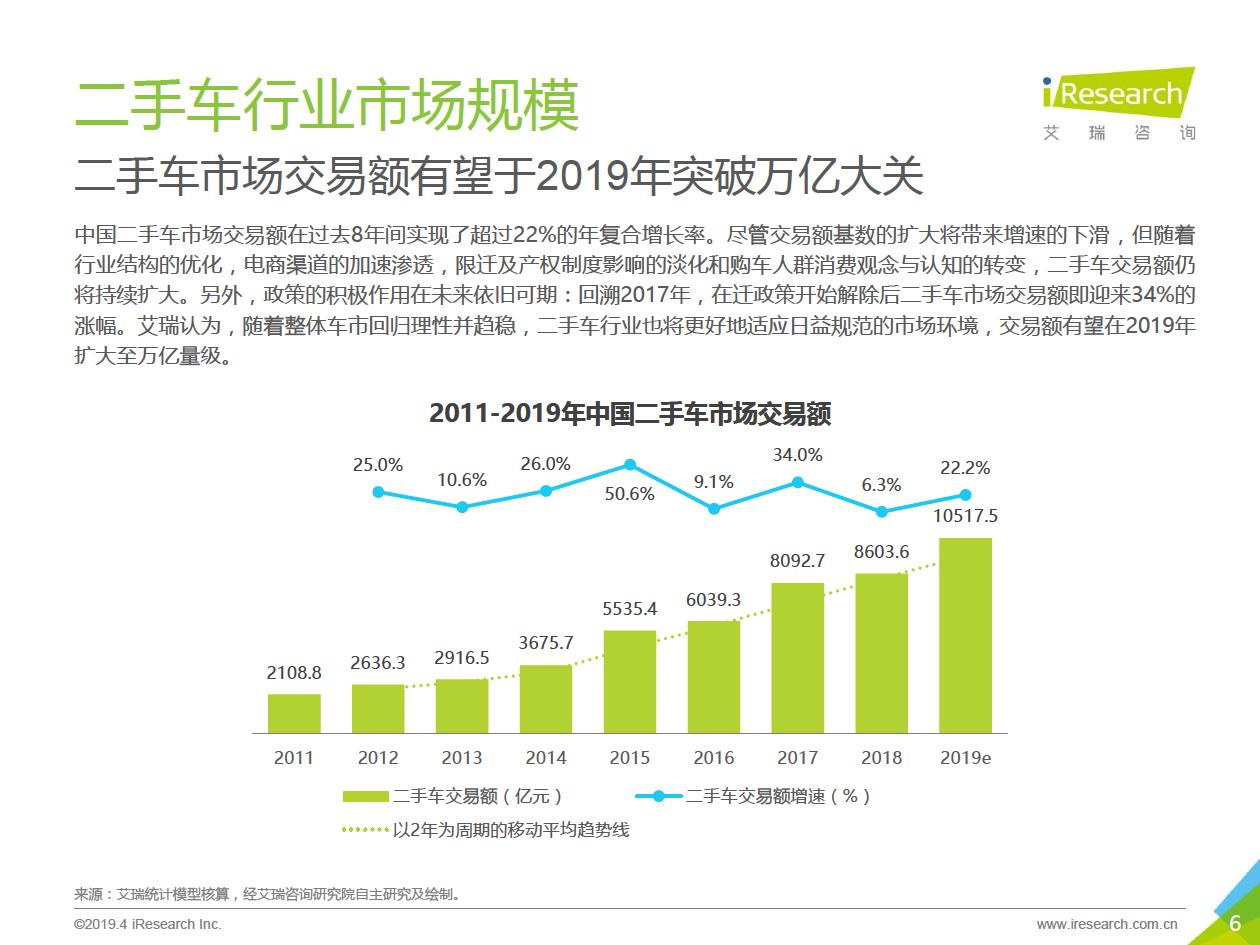 二手车行业市场规模
iResearch
艾瑞咨询
二手车市场交易额有望于2019年突破万亿大关
中国二手车市场交易额在过去8年间实现了超过22%的年复合增长率。尽管交易额基数的扩大将带来增速的下滑，但随着
行业结构的优化，电商渠道的加速渗透，限迁及产权制度影响的淡化和购车人群消费观念与认知的转变，二手车交易额仍
将持续扩大。另外，政策的积极作用在未来依旧可期：回溯2017年，在迁政策开始解除后二手车市场交易额即迎来34%的
涨幅。艾瑞认为，随着整体车市回归理性并趋稳，二手车行业也将更好地适应日益规范的市场环境，交易额有望在2019年
扩大至万亿量级。
2011-2019年中国二手车市场交易额
25.0% 10.6% 26.0% 50.6% 9.1% 34.0% 6.3% 22.2%
2108.8 2636.3 2916.5 3675.7 5535.4 6039.3 8092.7 8603.6 10517.5
2011 2012 2013 2014 2015 2016 2017 2018 2019e
二手车交易额（亿元） 二手车交易额增速（%）
以2年为周期的移动平均趋势线
来源：艾瑞统计模型核算，经艾瑞咨询研究院自主研究及绘制。
©2019.4 iResearch Inc. www.iresearch.com.cn 6